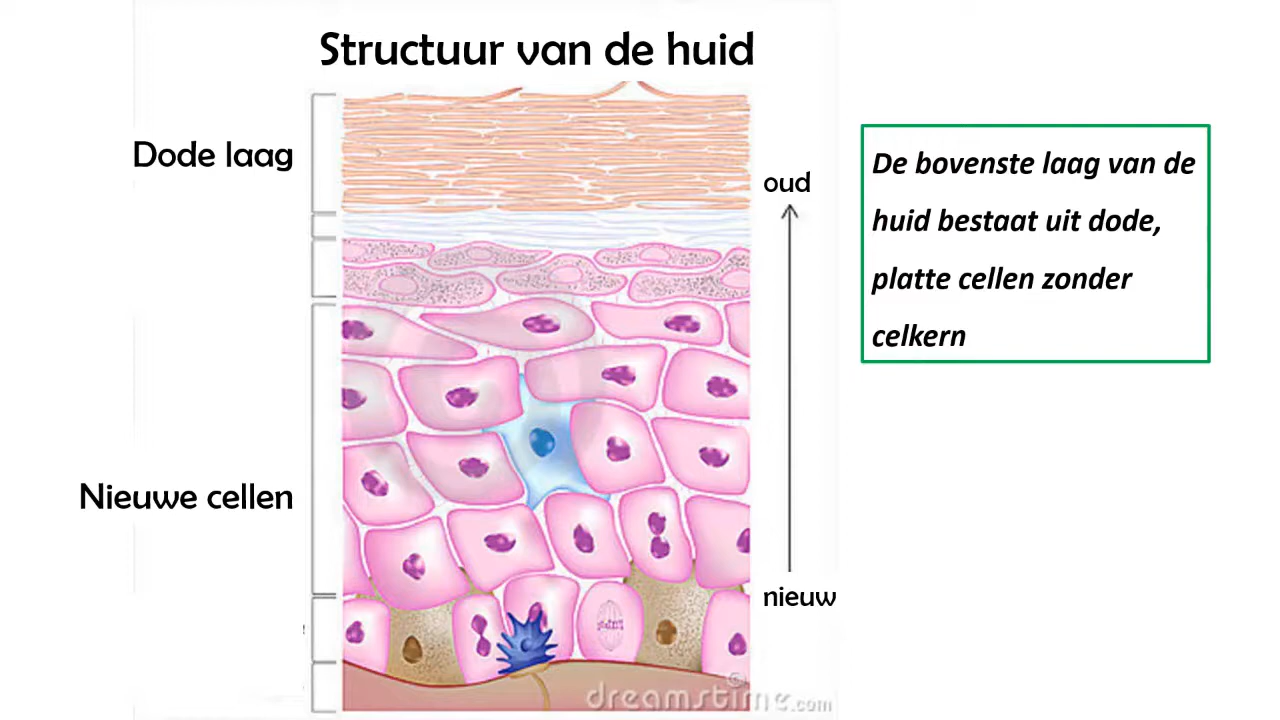 Structuur van de huid
Dode laag
oud
De bovenste laag van de
huid bestaat uit dode,
platte cellen zonder
celkern
Nieuwe cellen
nieuw
dreamstime.com